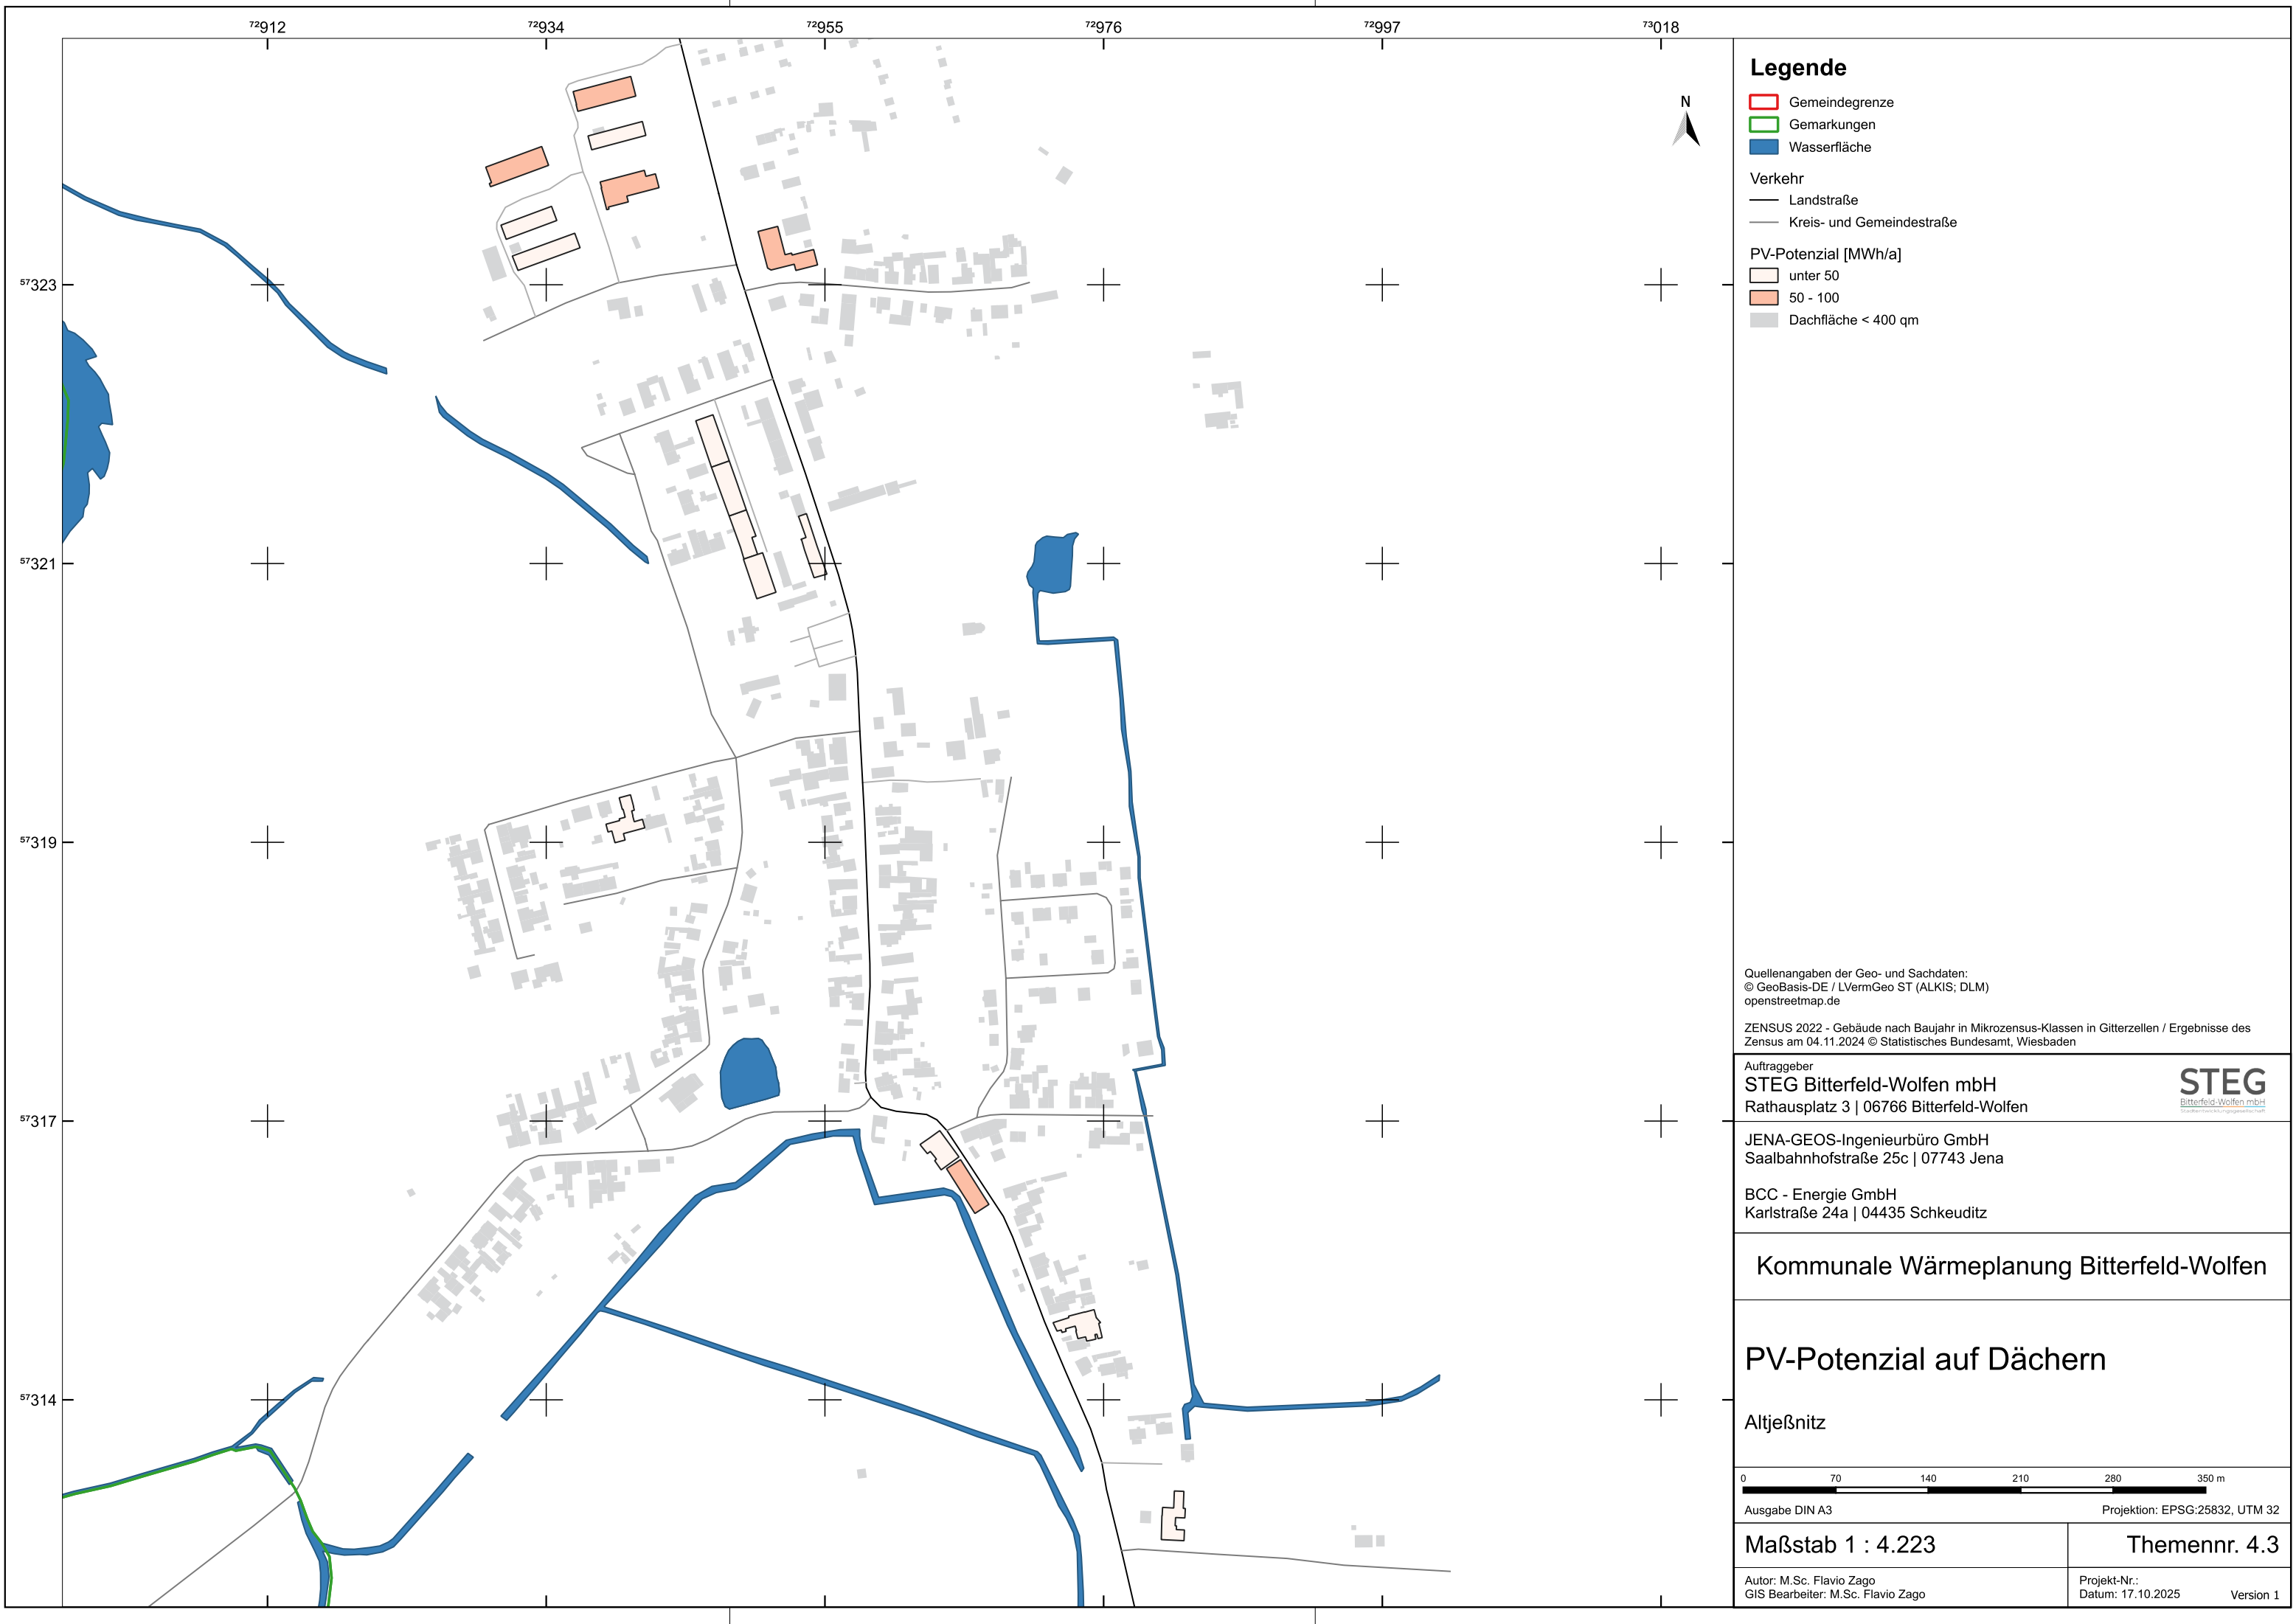 72912 72934 72955 72976 72997 73018
57323
57321
57319
57317
57314
N
Legende
Gemeindegrenze
Gemarkungen
Wasserfläche
Verkehr
Landstraße
Kreis- und Gemeindestraße
PV-Potenzial [MWh/a]
unter 50
50 - 100
Dachfläche < 400 qm
Quellenangaben der Geo- und Sachdaten:
© GeoBasis-DE / LVermGeo ST (ALKIS; DLM)
openstreetmap.de
ZENSUS 2022 - Gebäude nach Baujahr in Mikrozensus-Klassen in Gitterzellen / Ergebnisse des
Zensus am 04.11.2024 © Statistisches Bundesamt, Wiesbaden
Auftraggeber
STEG Bitterfeld-Wolfen mbH
Rathausplatz 3 | 06766 Bitterfeld-Wolfen
STEG
Bitterfeld-Wolfen mbH
Stadtentwicklungsgesellschaft
JENA-GEOS-Ingenieurbüro GmbH
Saalbahnhofstraße 25c | 07743 Jena
BCC - Energie GmbH
Karlstraße 24a | 04435 Schkeuditz
Kommunale Wärmeplanung Bitterfeld-Wolfen
PV-Potenzial auf Dächern
Altjeßnitz
0 70 140 210 280 350 m
Ausgabe DIN A3 Projektion: EPSG:25832, UTM 32
Maßstab 1 : 4.223 Themennr. 4.3
Autor: M.Sc. Flavio Zago
GIS Bearbeiter: M.Sc. Flavio Zago
Projekt-Nr.:
Datum: 17.10.2025 Version 1